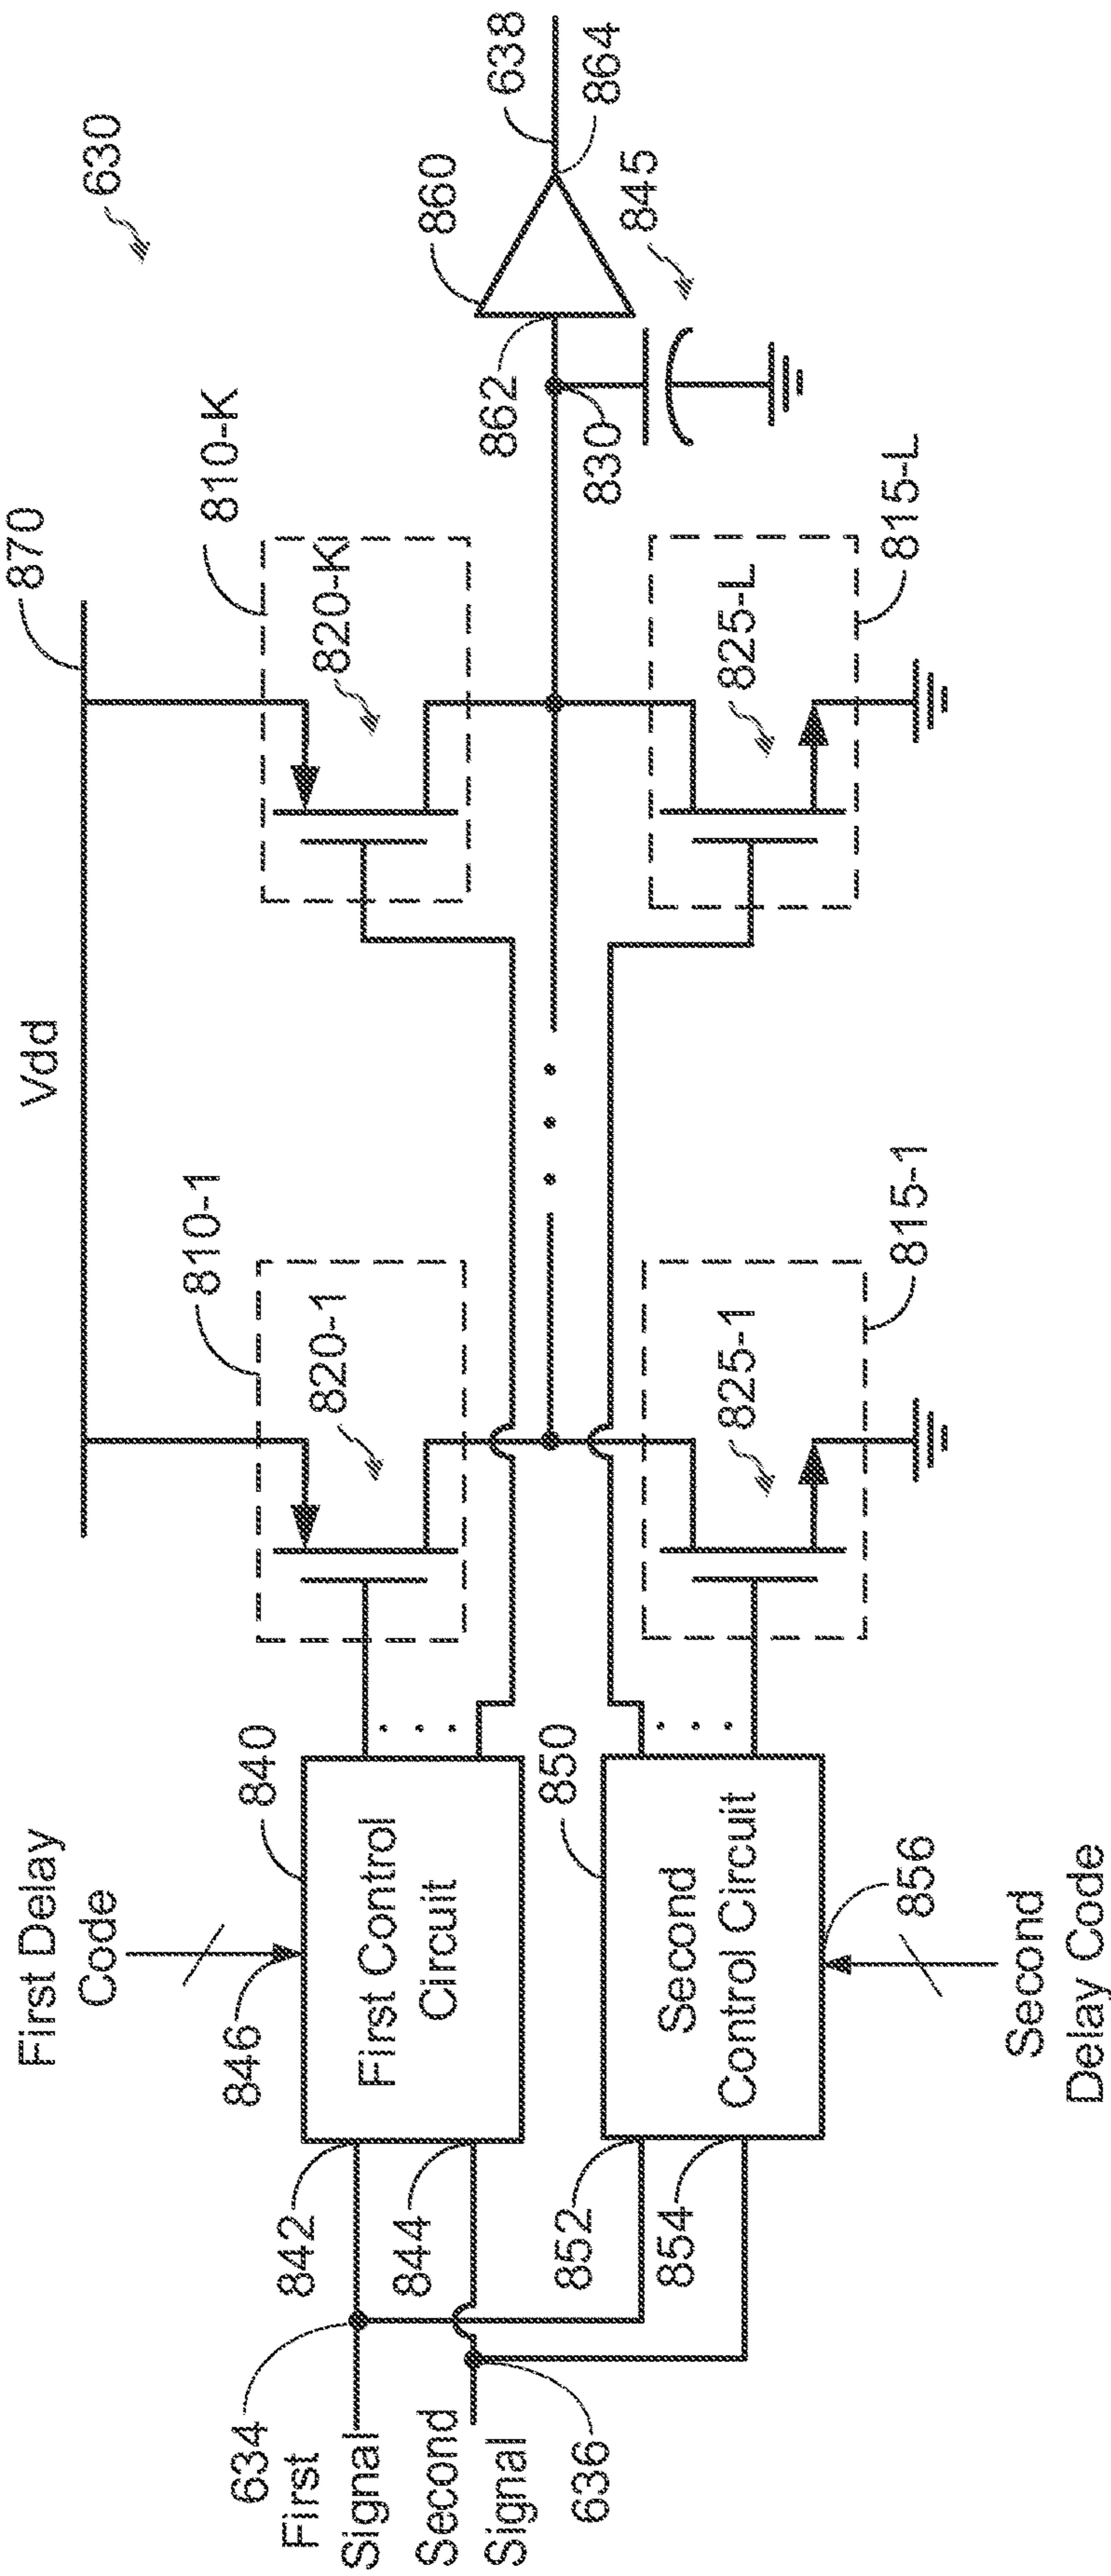 630
Vdd
870
First Delay
Code
846
810-1
820-1
810-K
820-K
840
First Control
Circuit
842
844
634
First
Signal
Second
Signal
636
860
638
864
862
830
845
850
Second
Control Circuit
852
854
856
Second
Delay Code
825-1
815-1
825-L
815-L